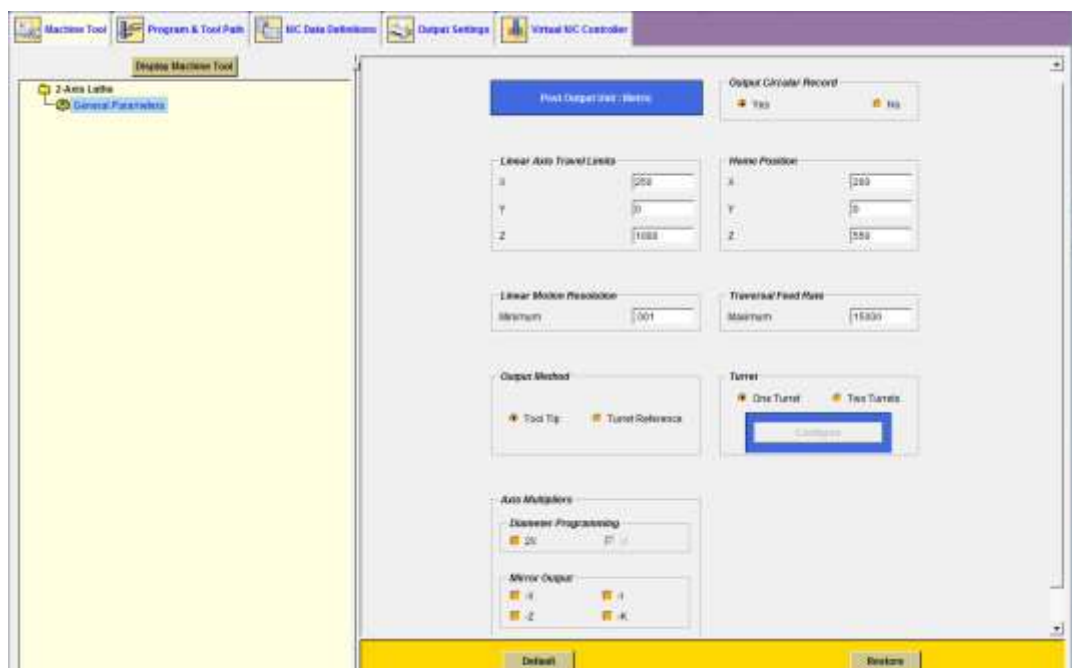 Machine Tool
Program & Tool Path
N/C Data Definitions
Output Settings
Virtual N/C Controller
Display Machine Tool
2-Axis Lathe
General Parameters
Post Output Unit : Metric
Output Circular Record
Yes No
Linear Axis Travel Limits
X 250
Y 0
Z 1000
Home Position
X
Y 0
Z 550
Linear Motion Resolution
Minimum .001
Traversal Feed Rate
Maximum 15000
Output Method
Tool Tip Turret Reference
Turret
One Turret Two Turrets
Configure
Axis Multipliers
Diameter Programming
2X
Mirror Output
-X -I
-Z -K
Default Restore